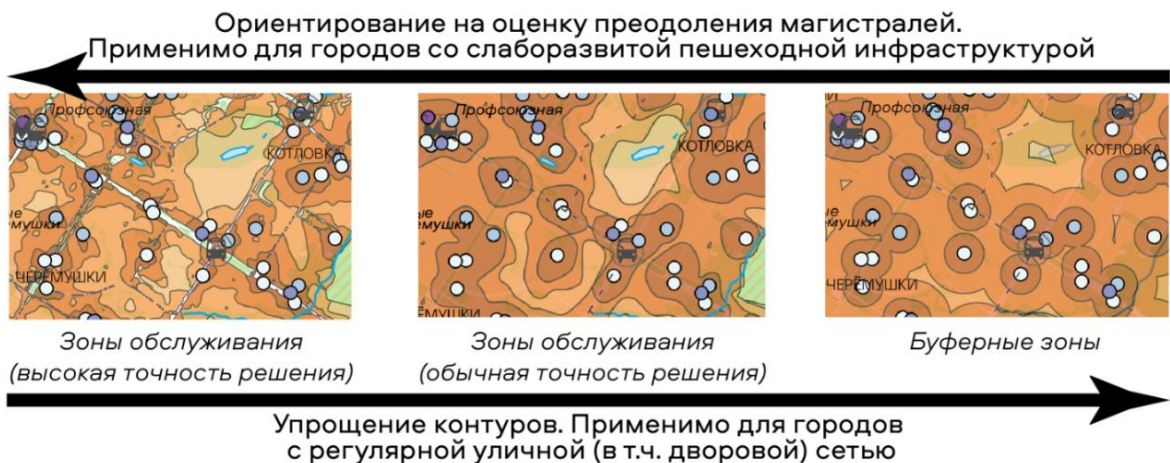 Ориентирование на оценку преодоления магистралей.
Применимо для городов со слаборазвитой пешеходной инфраструктурой
Профсоюзная
КОТЛОВКА
ЧЕРЁМУШКИ
Профсоюзная
КОТЛОВКА
Профсоюзная
КОТЛОВКА
ЧЕРЁМУШКИ
Зоны обслуживания
(высокая точность решения)
Зоны обслуживания
(обычная точность решения)
Буферные зоны
Упрощение контуров. Применимо для городов
с регулярной уличной (в т.ч. дворовой) сетью